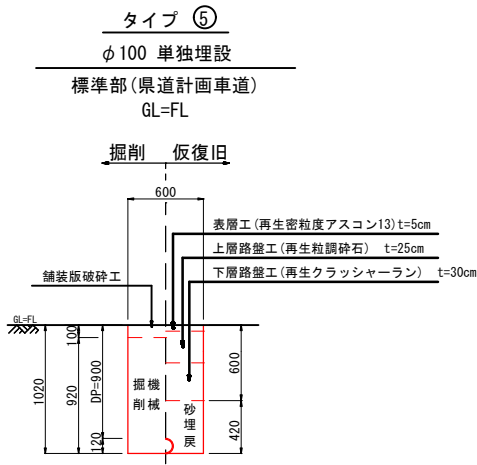 タイプ ⑤
φ100 単独埋設
標準部(県道計画車道)
GL=FL
掘削 仮復旧
600
表層工(再生密粒度アスコン13)t=5cm
上層路盤工(再生粒調砕石) t=25cm
下層路盤工(再生クラッシャーラン) t=30cm
舗装版破砕工
GL=FL
100
1020
920
DP=900
120
機械
掘削
砂埋戻
600
420